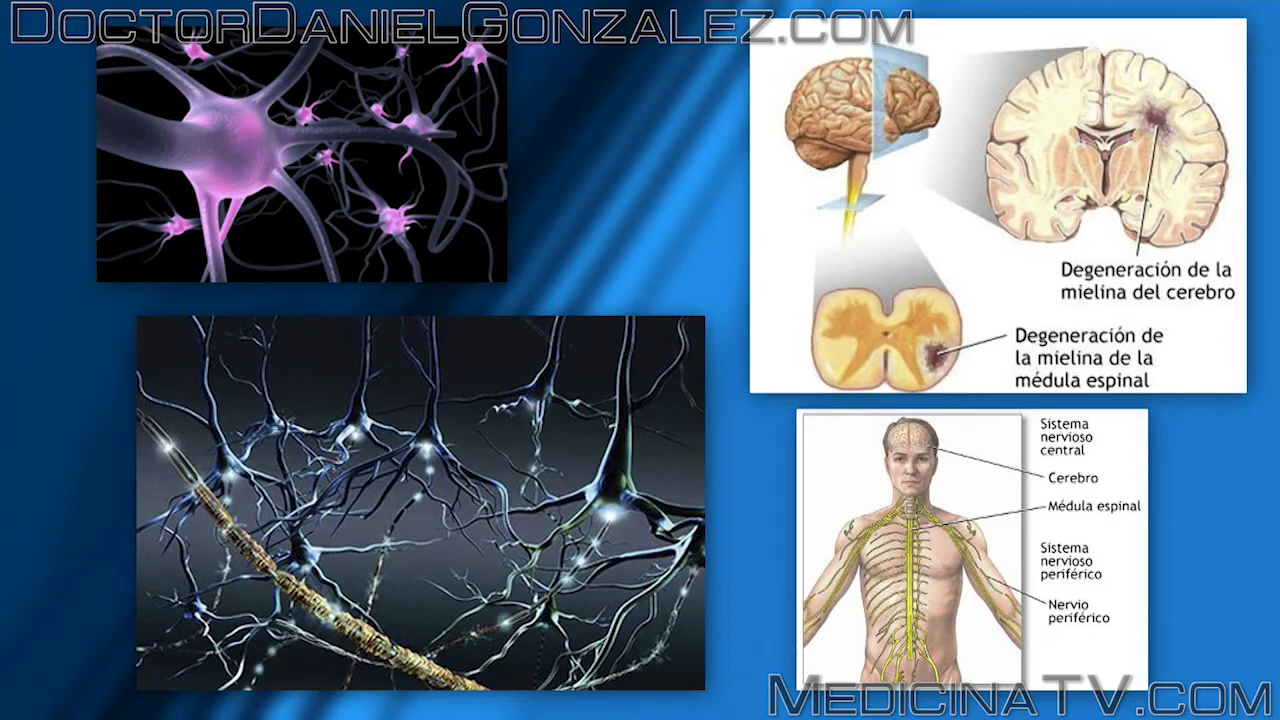 DOCTORDANIELGONZALEZ.COM
Degeneración de la
mielina del cerebro
Degeneración de
la mielina de la
médula espinal
Sistema
nervioso
central
Cerebro
Médula espinal
Sistema
nervioso
periférico
Nervio
periférico
MEDICINATV.COM